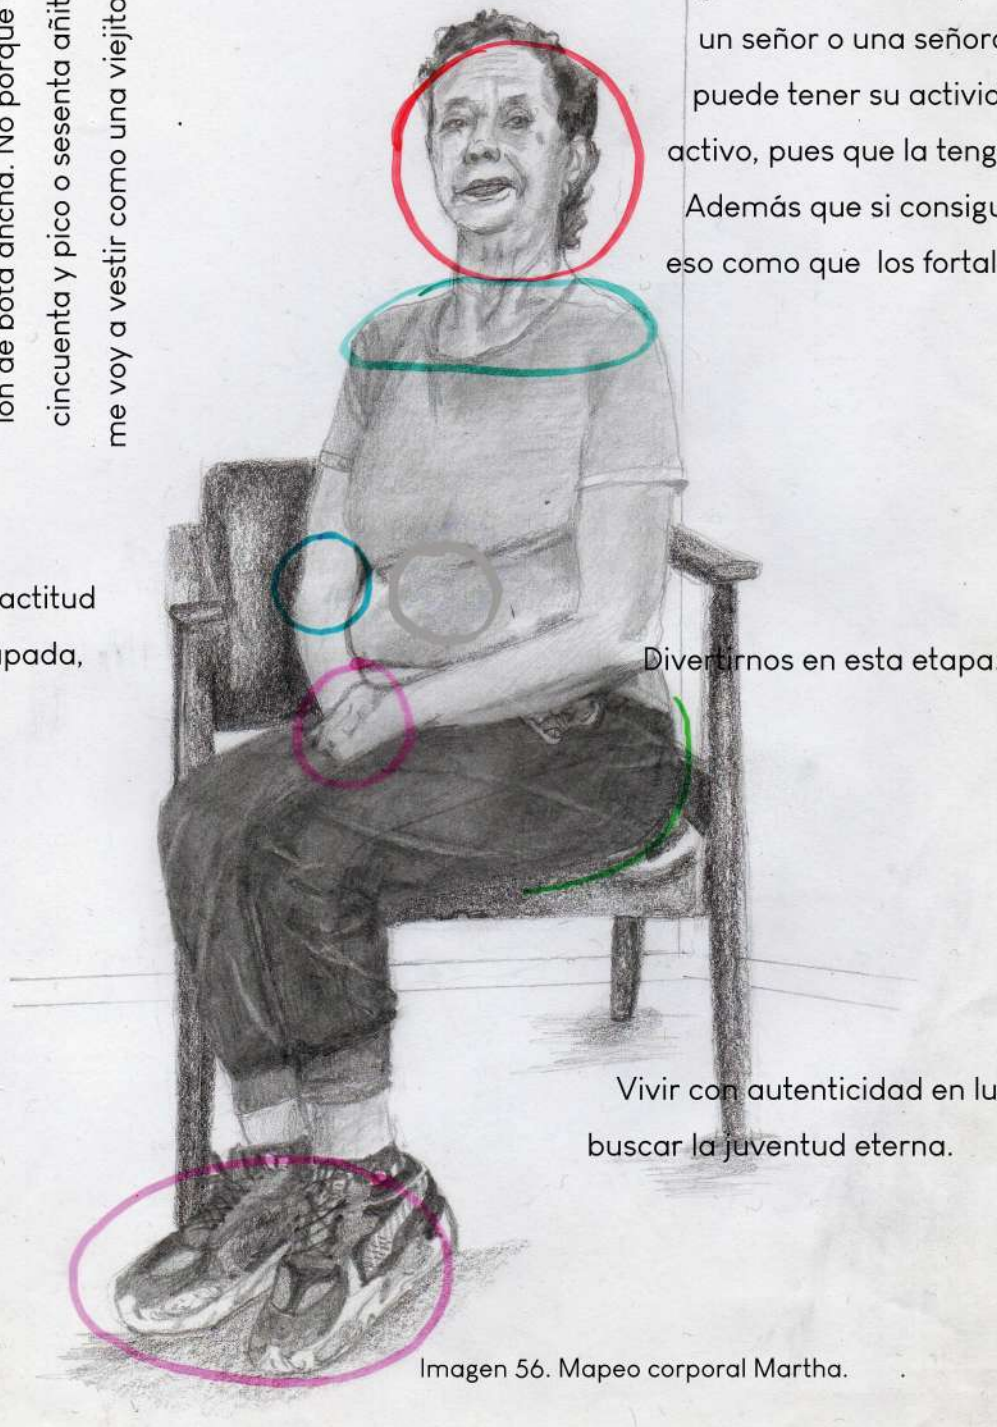 lón de bota ancha. No porque
cincuenta y pico o sesenta añit
me voy a vestir como una viejito
un señor o una señora
puede tener su activid
activo, pues que la teng
Además que si consigu
eso como que los fortal
actitud
apada,
Divertirnos en esta etapa
Vivir con autenticidad en lu
buscar la juventud eterna.
Imagen 56. Mapeo corporal Martha.